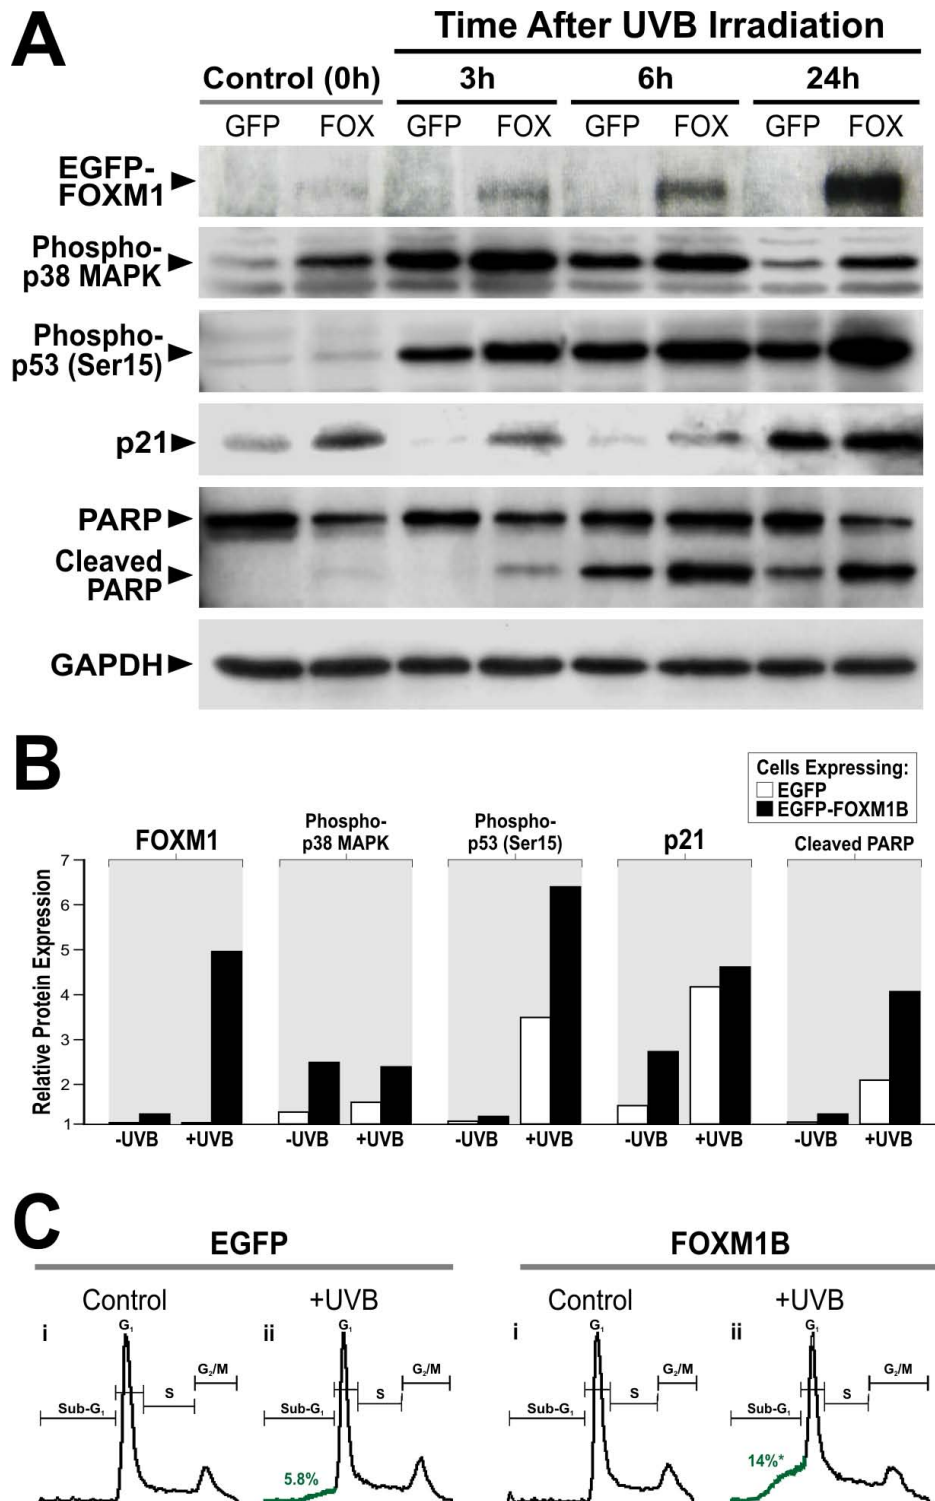 A
Time After UVB Irradiation
Control (0h) 3h 6h 24h
GFP FOX GFP FOX GFP FOX GFP FOX
EGFP-
FOXM1
Phospho-
p38 MAPK
Phospho-
p53 (Ser15)
p21
PARP
Cleaved
PARP
GAPDH
B
Cells Expressing:
EGFP
EGFP-FOXM1B
FOXM1
Phospho-
p38 MAPK
Phospho-
p53 (Ser15)
p21
Cleaved PARP
Relative Protein Expression
7
6
5
4
3
2
1
-UVB +UVB -UVB +UVB -UVB +UVB -UVB +UVB -UVB +UVB
C
EGFP
FOXM1B
Control
+UVB
Control
+UVB
i
G₁
S
G₂/M
Sub-G₁
ii
G₁
S
G₂/M
Sub-G₁
5.8%
i
G₁
S
G₂/M
Sub-G₁
ii
G₁
S
G₂/M
Sub-G₁
14%*